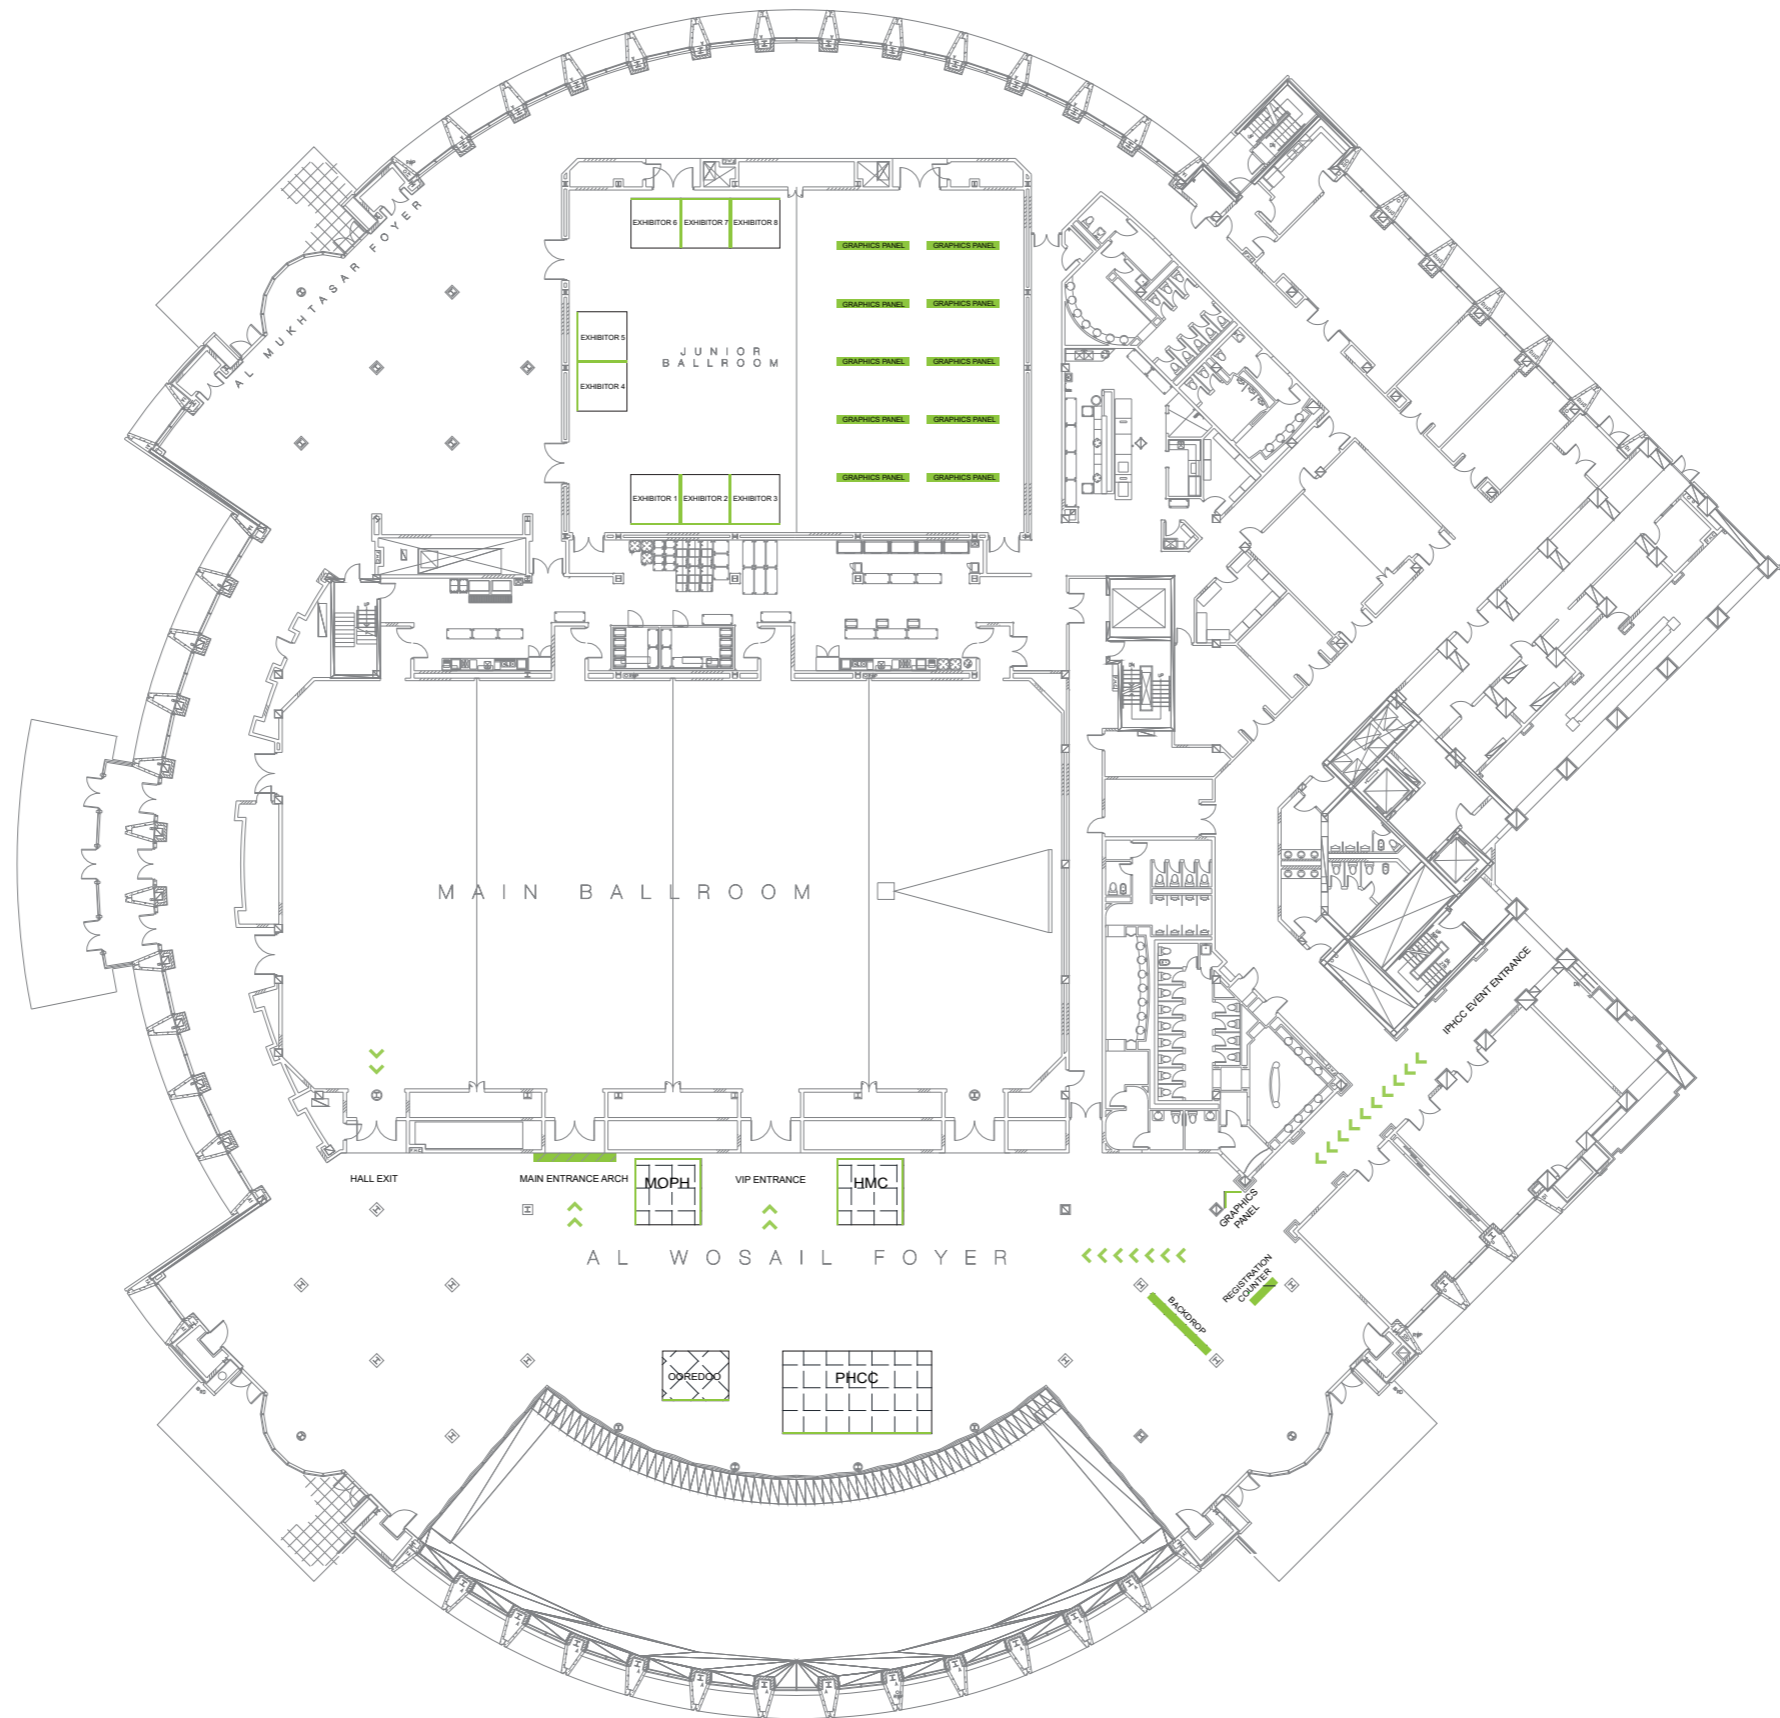 EXHIBITOR 6
EXHIBITOR 7
EXHIBITOR 8
AL MUKHTASAR FOYER
GRAPHICS PANEL
GRAPHICS PANEL
GRAPHICS PANEL
GRAPHICS PANEL
EXHIBITOR 5
JUNIOR
BALLROOM
GRAPHICS PANEL
GRAPHICS PANEL
EXHIBITOR 4
GRAPHICS PANEL
GRAPHICS PANEL
GRAPHICS PANEL
GRAPHICS PANEL
EXHIBITOR 1
EXHIBITOR 2
EXHIBITOR 3
MAIN BALLROOM
IPHCC EVENT ENTRANCE
HALL EXIT
MAIN ENTRANCE ARCH
MOPH
VIP ENTRANCE
HMC
GRAPHICS
PANEL
AL WOSAIL FOYER
REGISTRATION
COUNTER
BACKDROP
OOREDOO
PHCC